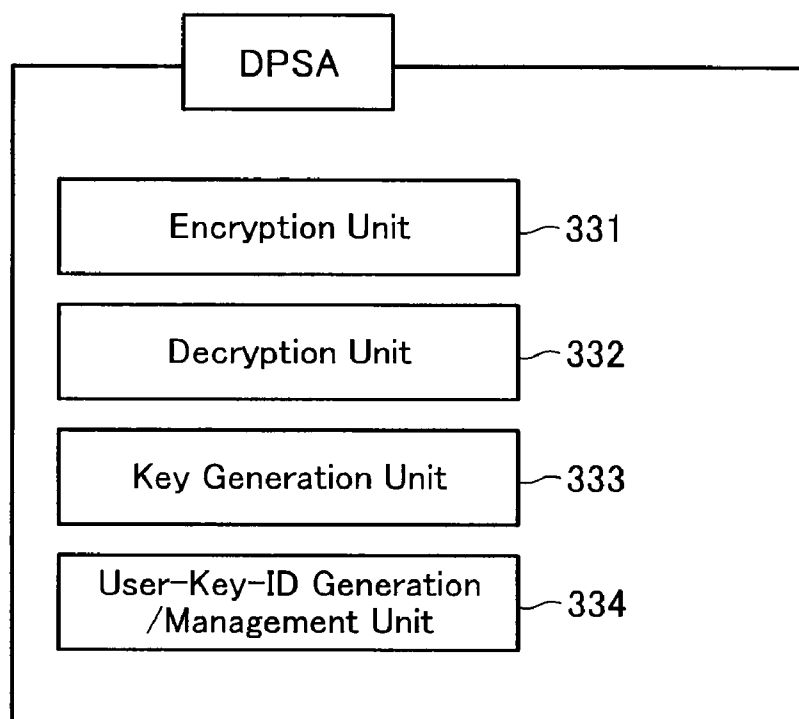 DPSA
Encryption Unit
331
Decryption Unit
332
Key Generation Unit
333
User-Key-ID Generation
/Management Unit
334